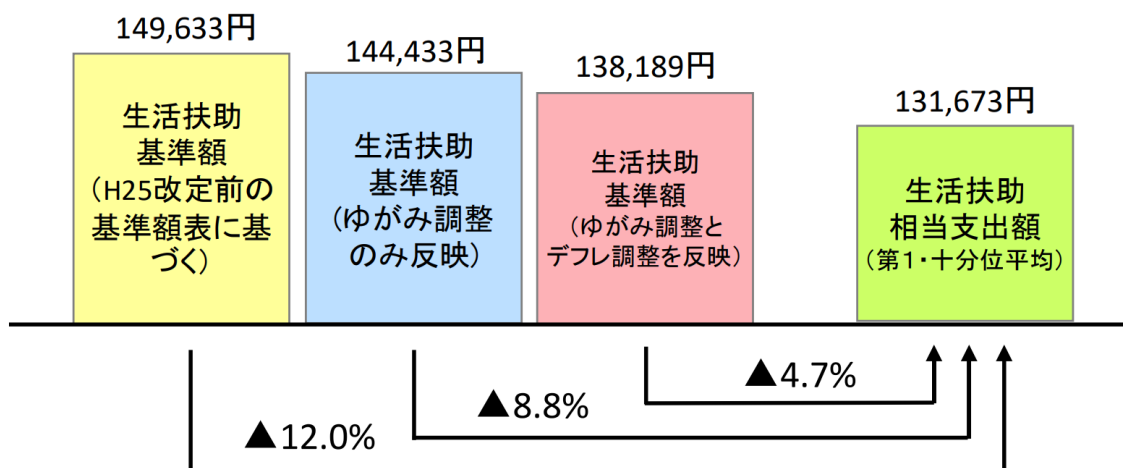 149,633円
144,433円
138,189円
131,673円
生活扶助
基準額
（H25改定前の
基準額表に基
づく）
生活扶助
基準額
（ゆがみ調整
のみ反映）
生活扶助
基準額
（ゆがみ調整と
デフレ調整を反映）
生活扶助
相当支出額
（第１・十分位平均）
▲4.7%
▲8.8%
▲12.0%